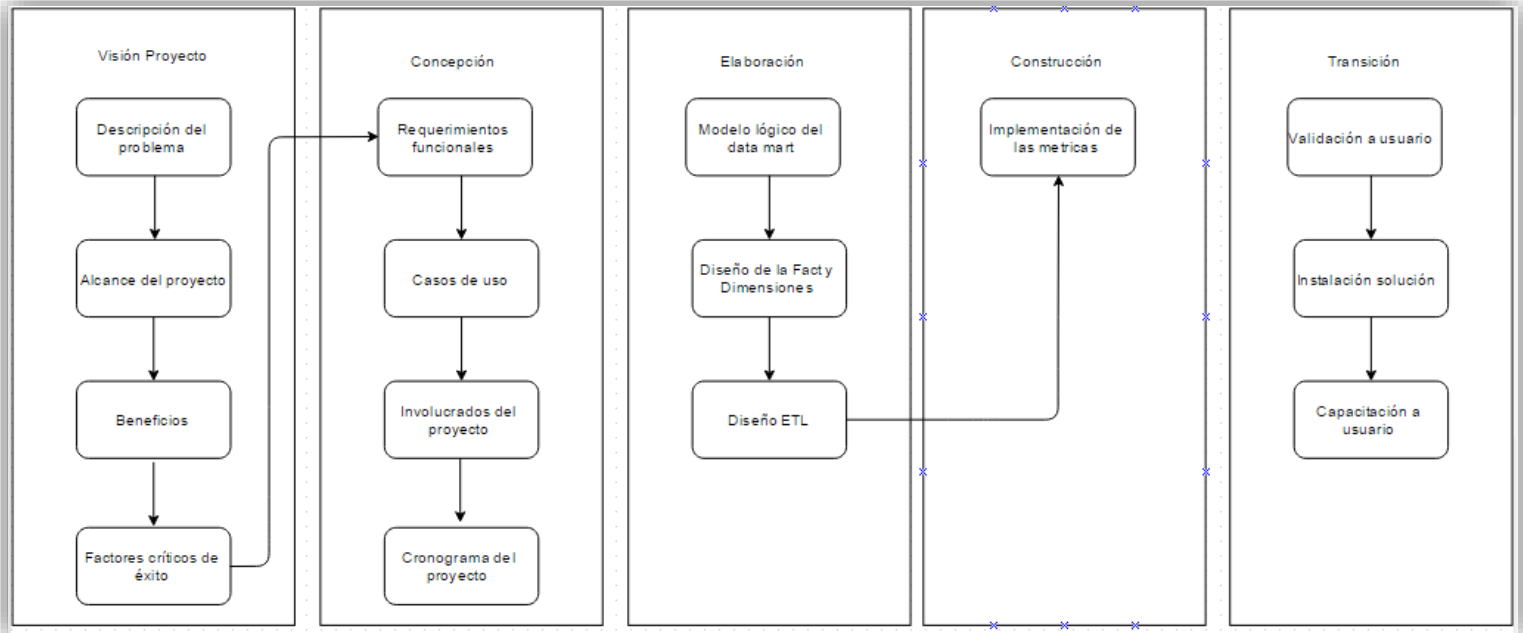 Visión Proyecto
Descripción del
problema
Alcance del proyecto
Beneficios
Factores críticos de
éxito
Concepción
Requerimientos
funcionales
Casos de uso
Involucrados del
proyecto
Cronograma del
proyecto
Elaboración
Modelo lógico del
data mart
Diseño de la Fact y
Dimensiones
Diseño ETL
Construcción
Implementación de
las metricas
Transición
Validación a usuario
Instalación solución
Capacitación a
usuario